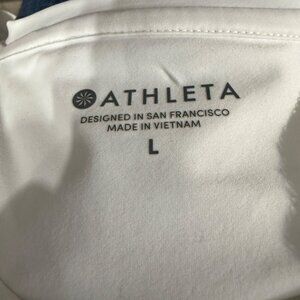 ATHLETA
DESIGNED IN SAN FRANCISCO
MADE IN VIETNAM
L